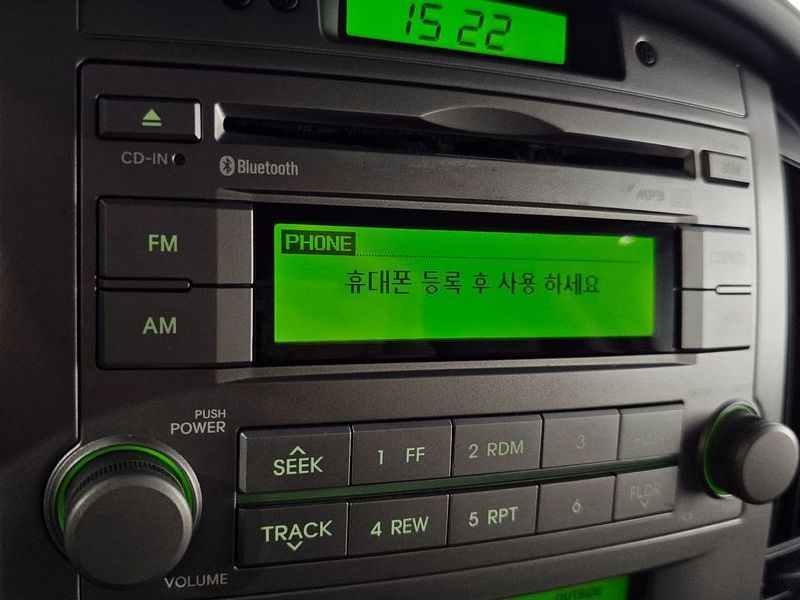 15 22
CD-IN
Bluetooth
MP3
FM
PHONE
휴대폰 등록 후 사용 하세요
AM
PUSH
POWER
SEEK
1 FF
2 RDM
3
TRACK
4 REW
5 RPT
6
FLDR
VOLUME
OUTSIDE